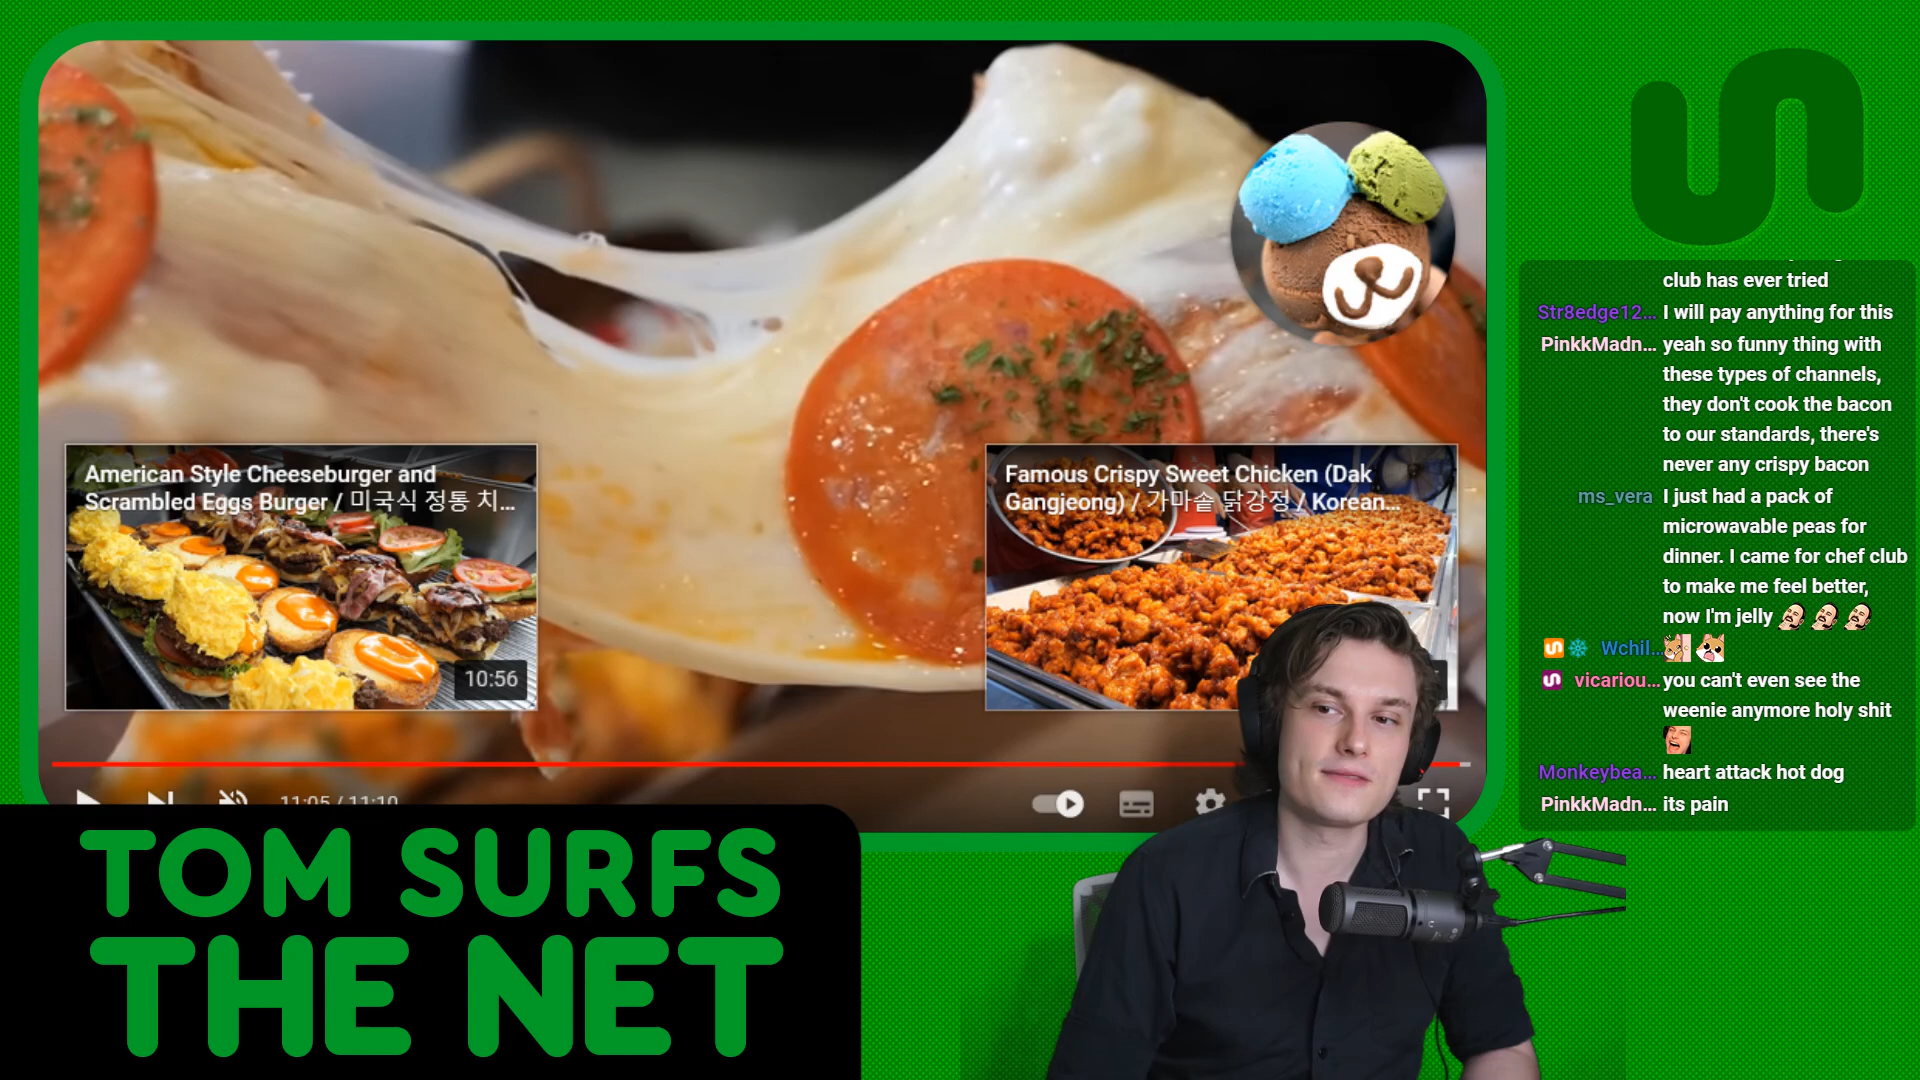 American Style Cheeseburger and
Scrambled Eggs Burger / 미국식 정통 치...
10:56
Famous Crispy Sweet Chicken (Dak
Gangjeong) / 가마솥 닭강정 / Korean...
11:05 / 11:10
TOM SURFS
THE NET
club has ever tried
Str8edge12... I will pay anything for this
PinkkMadn... yeah so funny thing with
these types of channels,
they don't cook the bacon
to our standards, there's
never any crispy bacon
ms_vera I just had a pack of
microwavable peas for
dinner. I came for chef club
to make me feel better,
now I'm jelly
Wchil...
vicariou... you can't even see the
weenie anymore holy shit
Monkeybea... heart attack hot dog
PinkkMadn... its pain